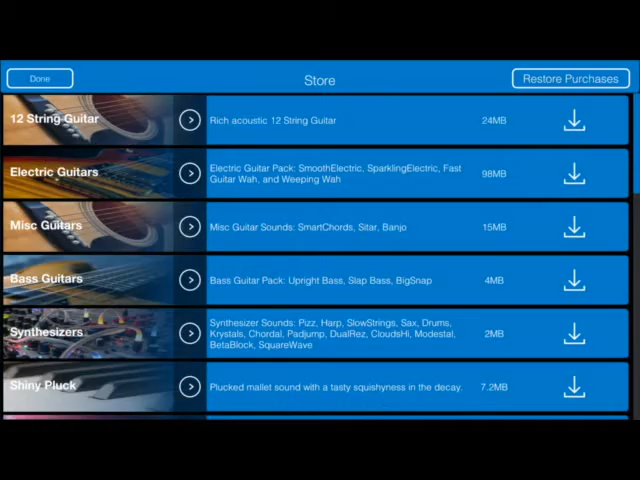 Done
Store
Restore Purchases
12 String Guitar
Rich acoustic 12 String Guitar
24MB
Electric Guitars
Electric Guitar Pack: SmoothElectric, SparklingElectric, Fast
Guitar Wah, and Weeping Wah
98MB
Misc Guitars
Misc Guitar Sounds: SmartChords, Sitar, Banjo
15MB
Bass Guitars
Bass Guitar Pack: Upright Bass, Slap Bass, BigSnap
4MB
Synthesizers
Synthesizer Sounds: Pizz, Harp, SlowStrings, Sax, Drums,
Krystals, Chordal, Padjump, DualRez, CloudsHi, Modestal,
BetaBlock, SquareWave
2MB
Shiny Pluck
Plucked mallet sound with a tasty squishyness in the decay.
7.2MB